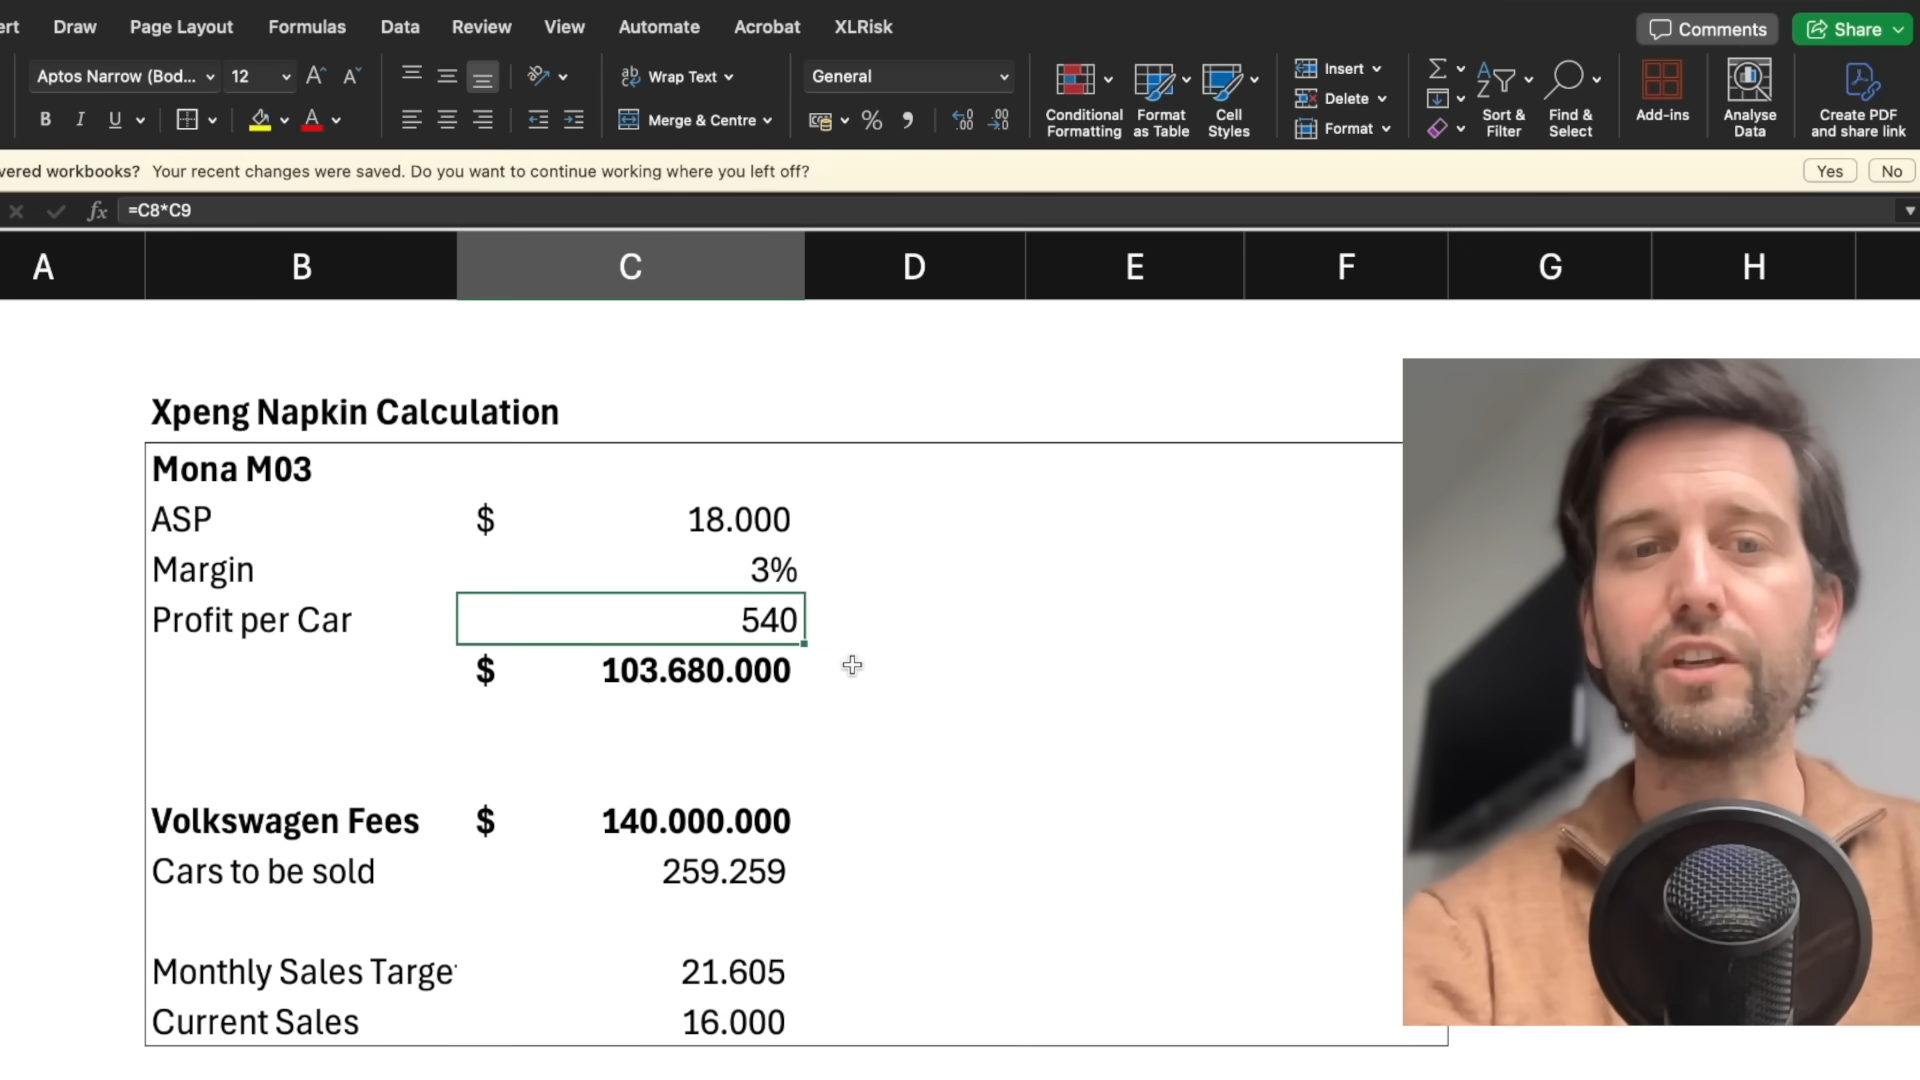 ert Draw Page Layout Formulas Data Review View Automate Acrobat XLRisk Comments Share
Aptos Narrow (Bod... 12 A A ab Wrap Text General Insert
B I U A Merge & Centre % Delete
Format
Conditional Formatting
Format as Table
Cell Styles
Sort & Filter
Find & Select
Add-ins
Analyse Data
Create PDF and share link
vered workbooks? Your recent changes were saved. Do you want to continue working where you left off? Yes No
fx =C8*C9
A B C D E F G H
Xpeng Napkin Calculation
Mona M03
ASP $ 18.000
Margin 3%
Profit per Car 540
$ 103.680.000
Volkswagen Fees $ 140.000.000
Cars to be sold 259.259
Monthly Sales Targe
21.605
Current Sales 16.000